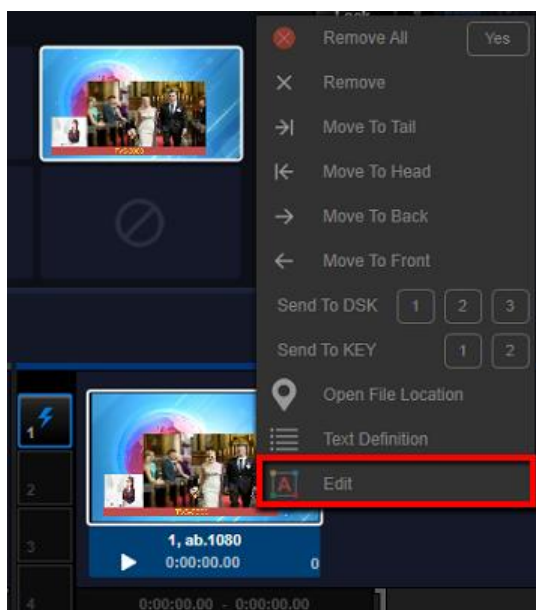 Lock
Remove All Yes
Remove
Move To Tail
Move To Head
Move To Back
Move To Front
Send To DSK 1 2 3
Send To KEY 1 2
Open File Location
Text Definition
A Edit
1
2
3
4
1, ab.1080
0:00:00.00 0
0:00:00.00 - 0:00:00.00